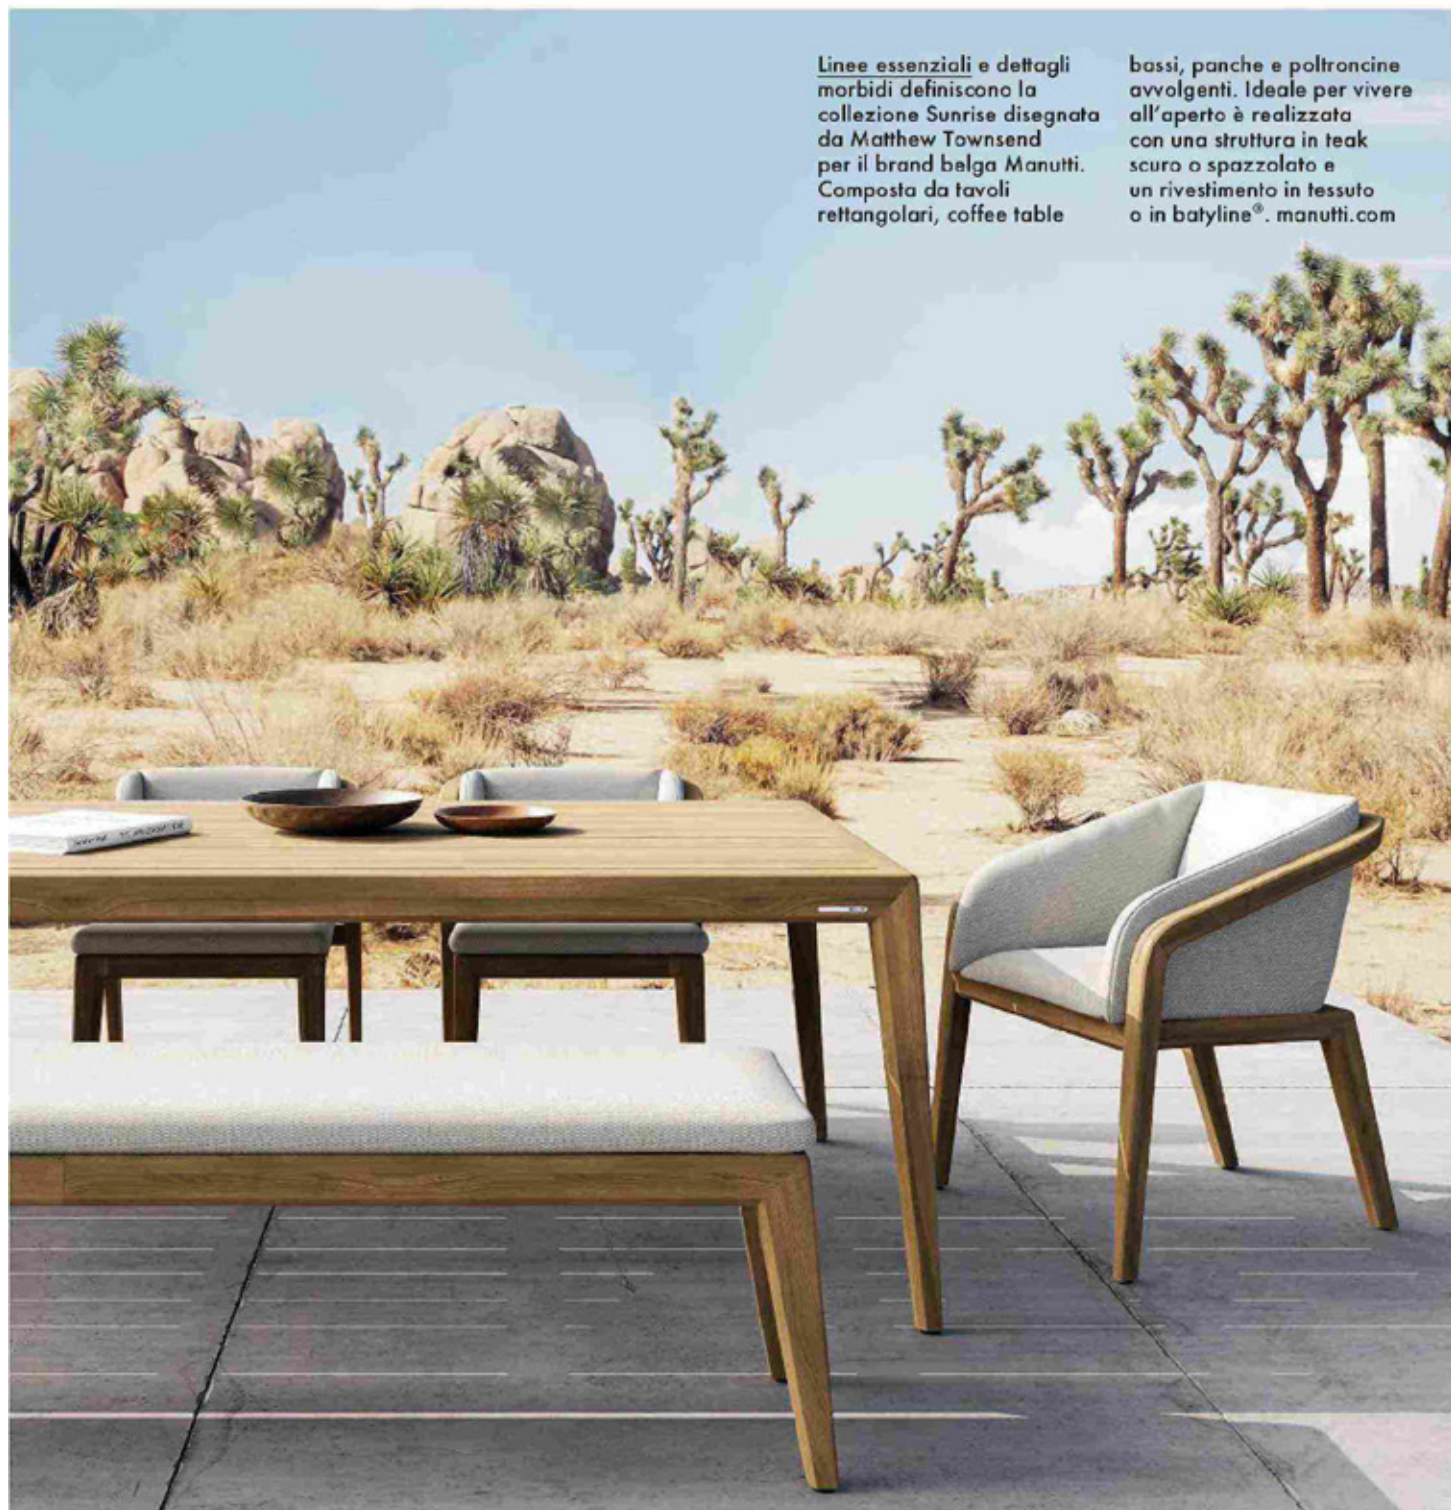 Linee essenziali e dettagli
morbidi definiscono la
collezione Sunrise disegnata
da Matthew Townsend
per il brand belga Manutti.
Composta da tavoli
rettangolari, coffee table
bassi, panche e poltroncine
avvolgenti. Ideale per vivere
all'aperto è realizzata
con una struttura in teak
scuro o spazzolato e
un rivestimento in tessuto
o in batyline®. manutti.com